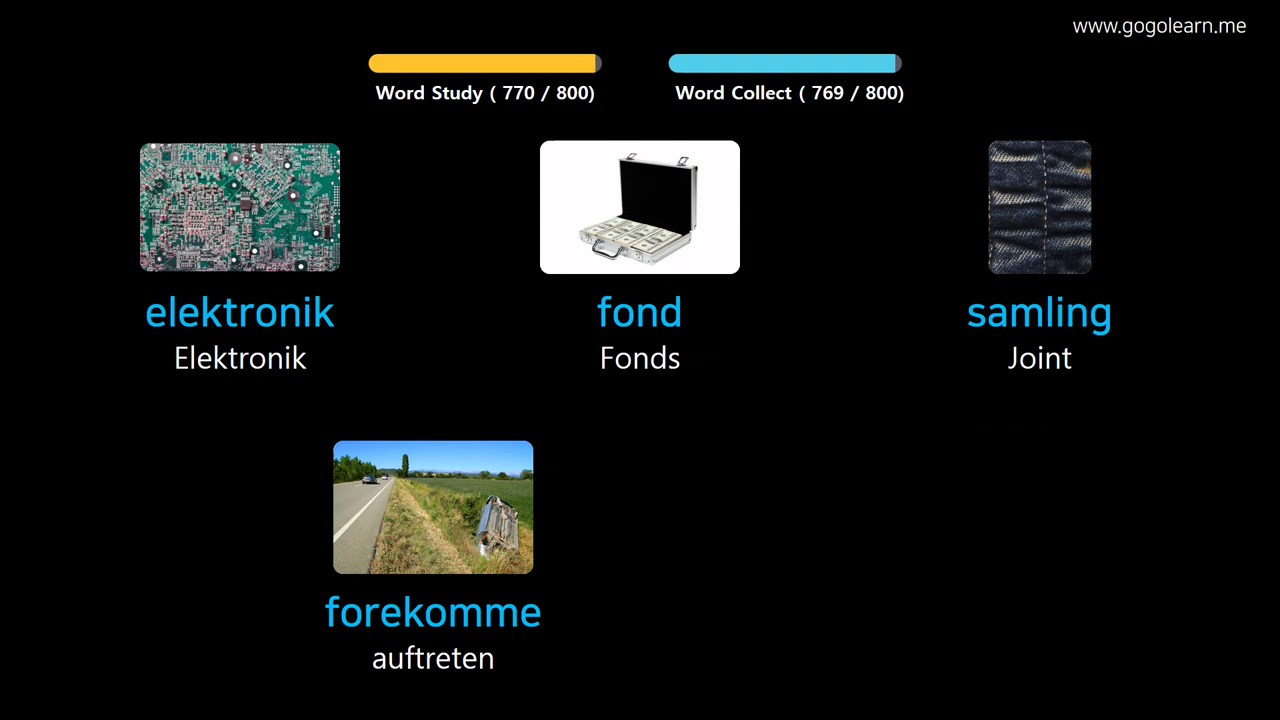 www.gogolearn.me
Word Study ( 770 / 800)
Word Collect ( 769 / 800)
elektronik
Elektronik
fond
Fonds
samling
Joint
forekomme
auftreten